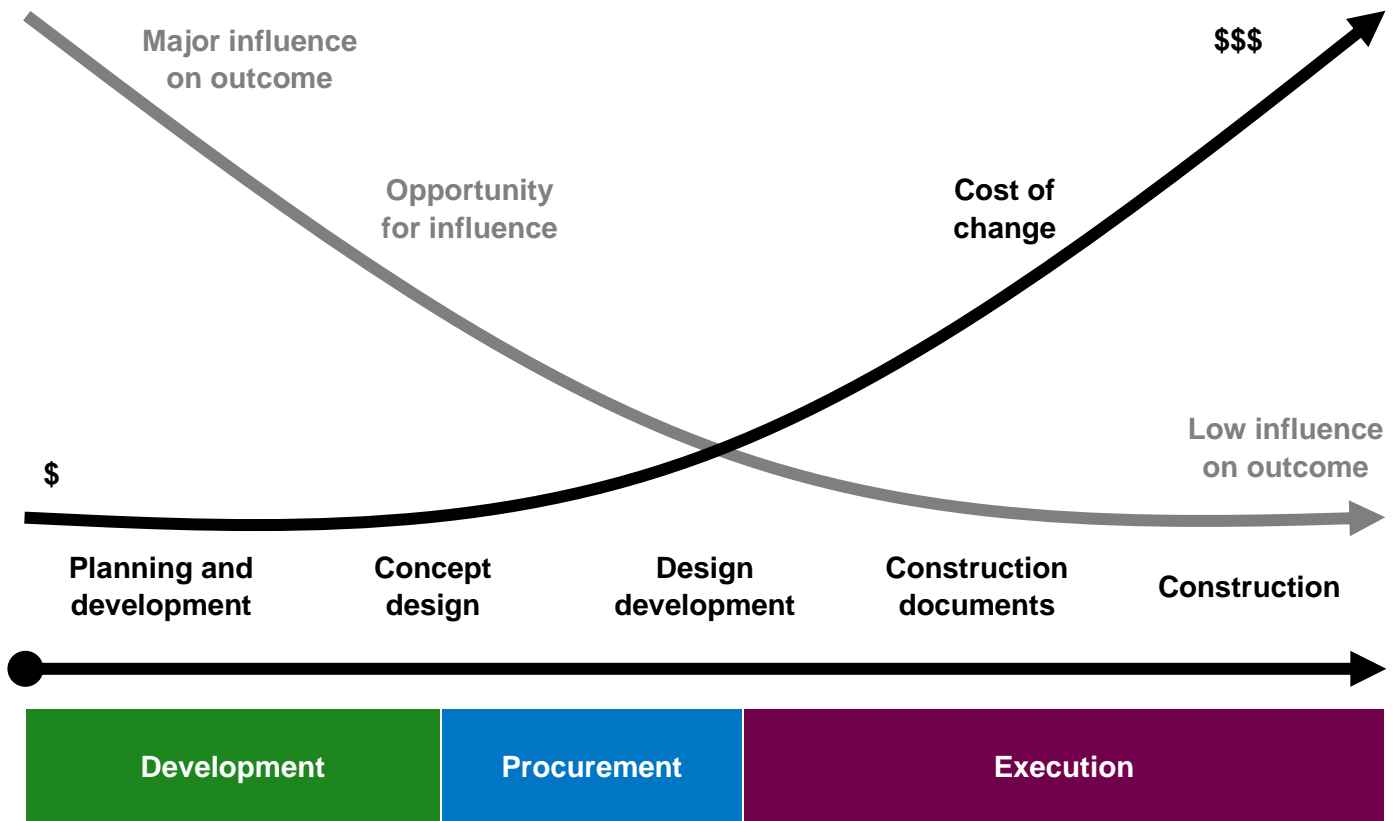 Major influence
on outcome
$$$
Opportunity
for influence
Cost of
change
Low influence
on outcome
$
Planning and
development
Concept
design
Design
development
Construction
documents
Construction
Development
Procurement
Execution